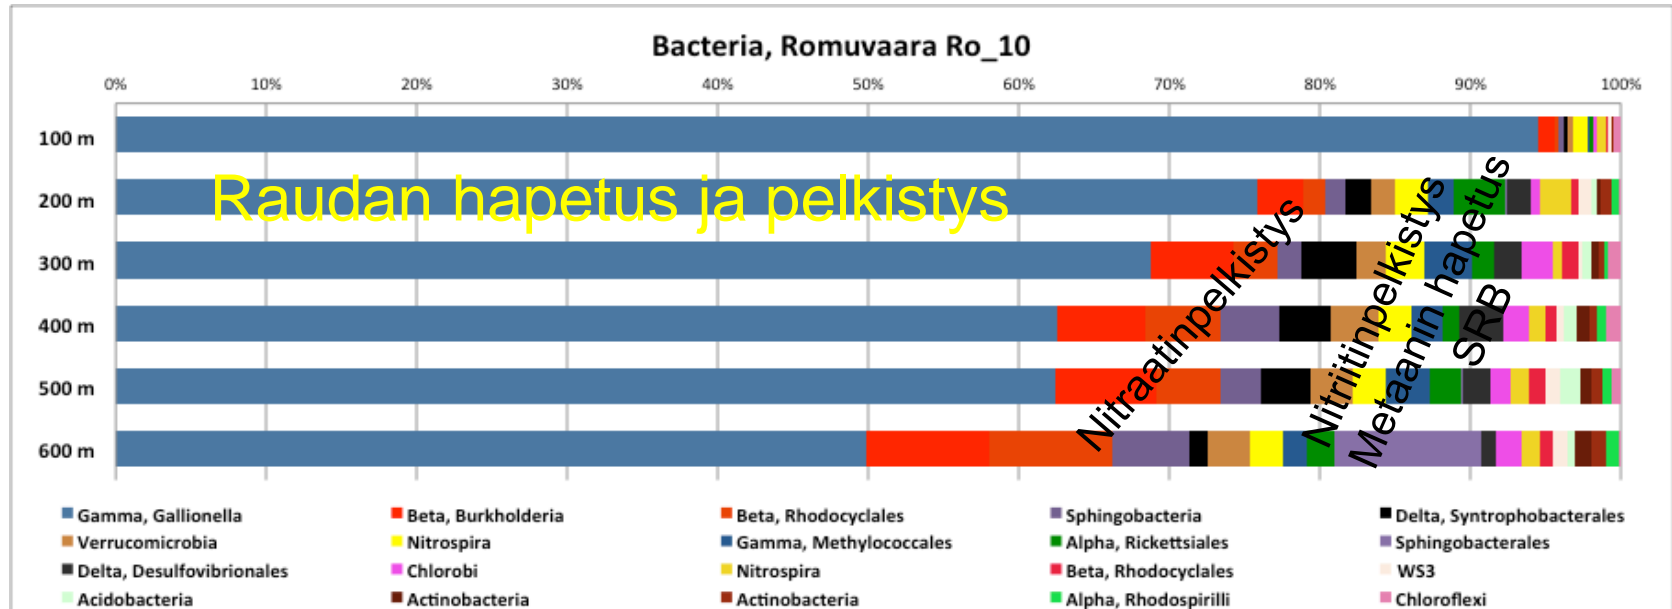 Bacteria, Romuvaara Ro_10
0% 10% 20% 30% 40% 50% 60% 70% 80% 90% 100%
100 m
200 m
300 m
400 m
500 m
600 m
Raudan hapetus ja pelkistys
Nitraatinpelkistys
Nitriitinpelkistys
Metaanin hapetus
SRB
Gamma, Gallionella Beta, Burkholderia Beta, Rhodocyclales Sphingobacteria Delta, Syntrophobacterales
Verrucomicrobia Nitrospira Gamma, Methylococcales Alpha, Rickettsiales Sphingobacterales
Delta, Desulfovibrionales Chlorobi Nitrospira Beta, Rhodocyclales WS3
Acidobacteria Actinobacteria Actinobacteria Alpha, Rhodospirilli Chloroflexi